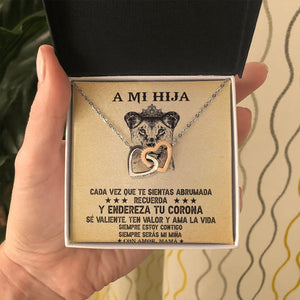 A MI HIJA
CADA VEZ QUE TE SIENTAS ABRUMADA
RECUERDA
Y ENDEREZA TU CORONA
SÉ VALIENTE, TEN VALOR Y AMA LA VIDA
SIEMPRE ESTOY CONTIGO
SIEMPRE SERÁS MI NIÑA
CON AMOR, MAMÁ